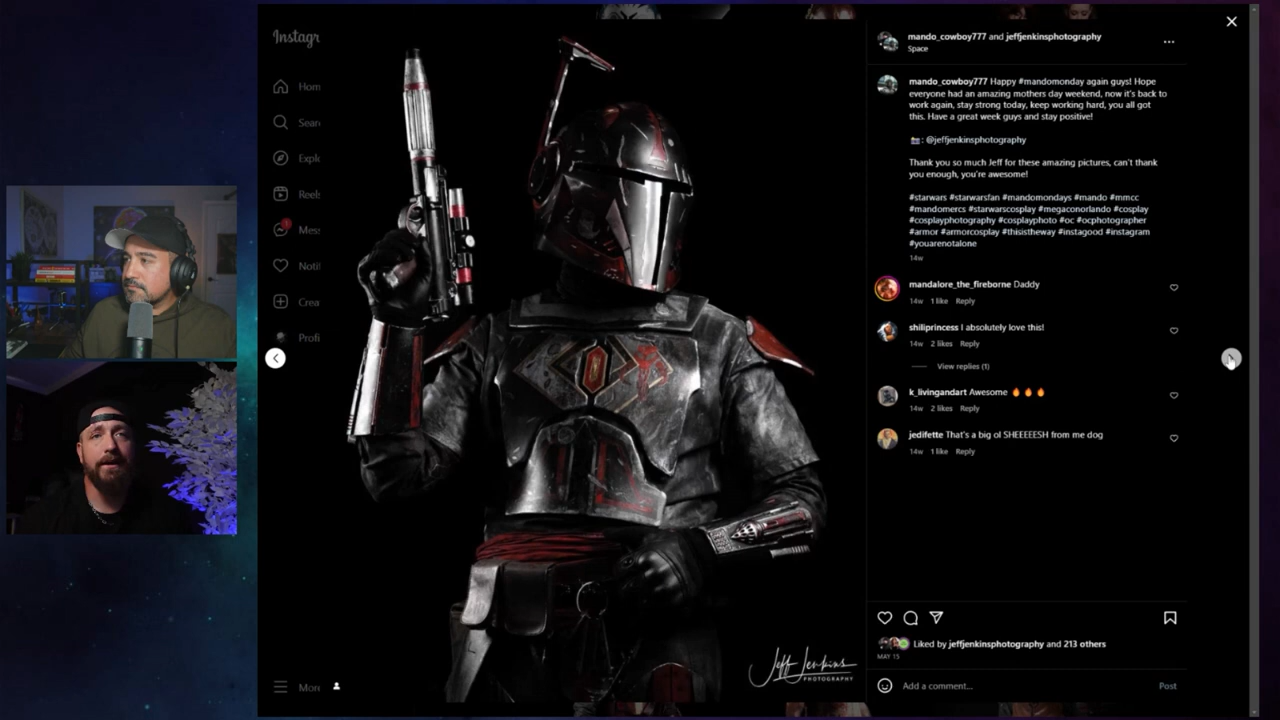 Instagr
Hom
Sear
Explo
Reels
Mess
Notif
Crea
Profi
More
Jeff Jenkins
PHOTOGRAPHY
mando_cowboy777 and jeffjenkinsphotography
Space
mando_cowboy777 Happy #mandomonday again guys! Hope
everyone had an amazing mothers day weekend, now it's back to
work again, stay strong today, keep working hard, you all got
this. Have a great week guys and stay positive!
📷: @jeffjenkinsphotography
Thank you so much Jeff for these amazing pictures, can't thank
you enough, you're awesome!
#starwars #starwarsfan #mandomondays #mando #mmcc
#mandomercs #starwarscosplay #megaconorlando #cosplay
#cosplayphotography #cosplayphoto #oc #ocphotographer
#armor #armorcosplay #thisistheway #instagood #instagram
#youarenotalone
14w
mandalore_the_fireborne Daddy
14w 1 like Reply
shiliprincess I absolutely love this!
14w 2 likes Reply
View replies (1)
k_livingandart Awesome 🔥🔥🔥
14w 2 likes Reply
jedifette That's a big ol SHEEEEESH from me dog
14w 1 like Reply
Liked by jeffjenkinsphotography and 213 others
MAY 15
Add a comment...
Post